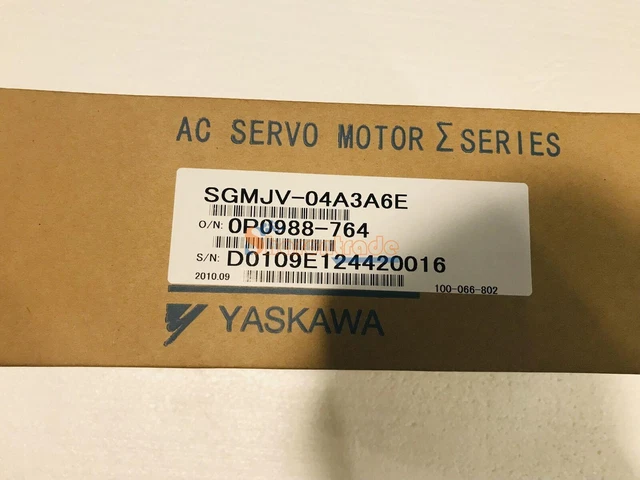 AC SERVO MOTOR Σ SERIES
SGMJV-04A3A6E
O/N: 0P0988-764
S/N: D0109E124420016
2010.09
100-066-802
YASKAWA